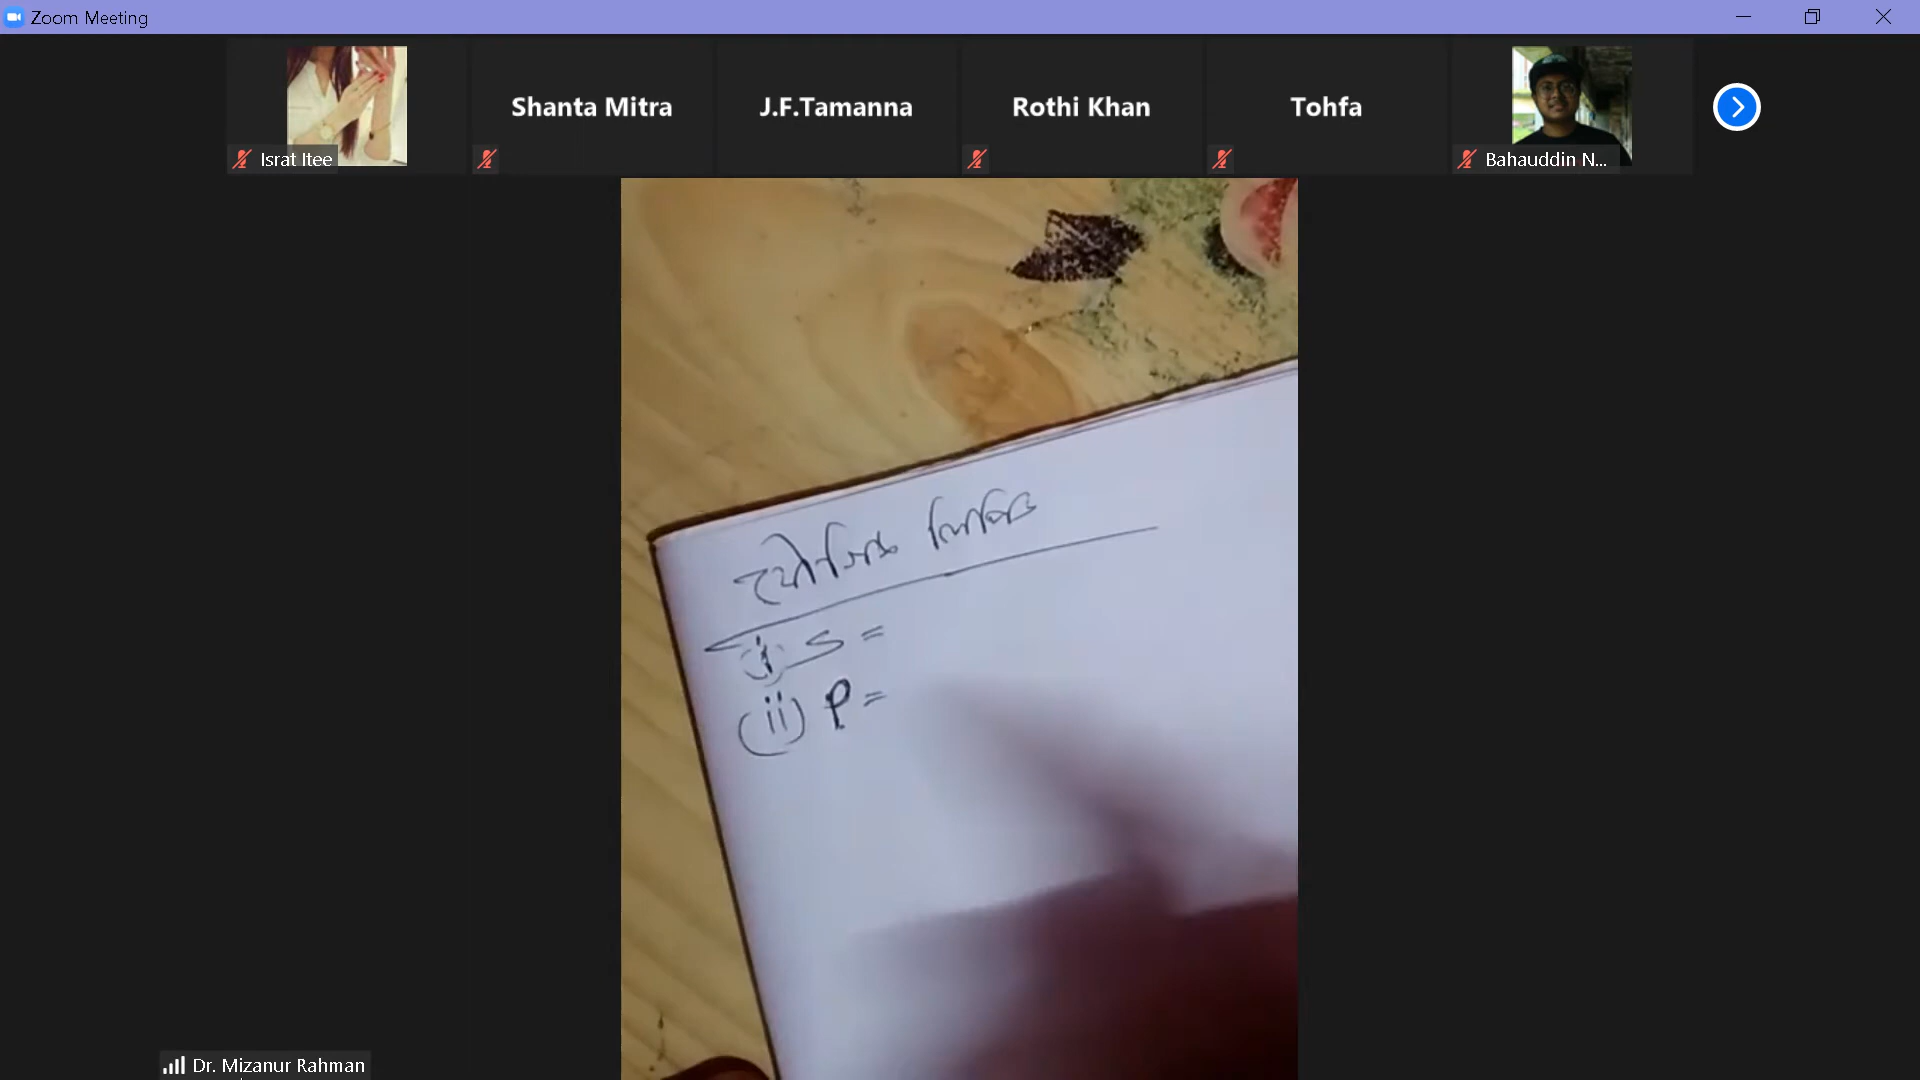 Zoom Meeting
Shanta Mitra
J.F.Tamanna
Rothi Khan
Tohfa
Israt Itee
Bahauddin N...
যৌগিক
(i) S =
(ii) P =
Dr. Mizanur Rahman